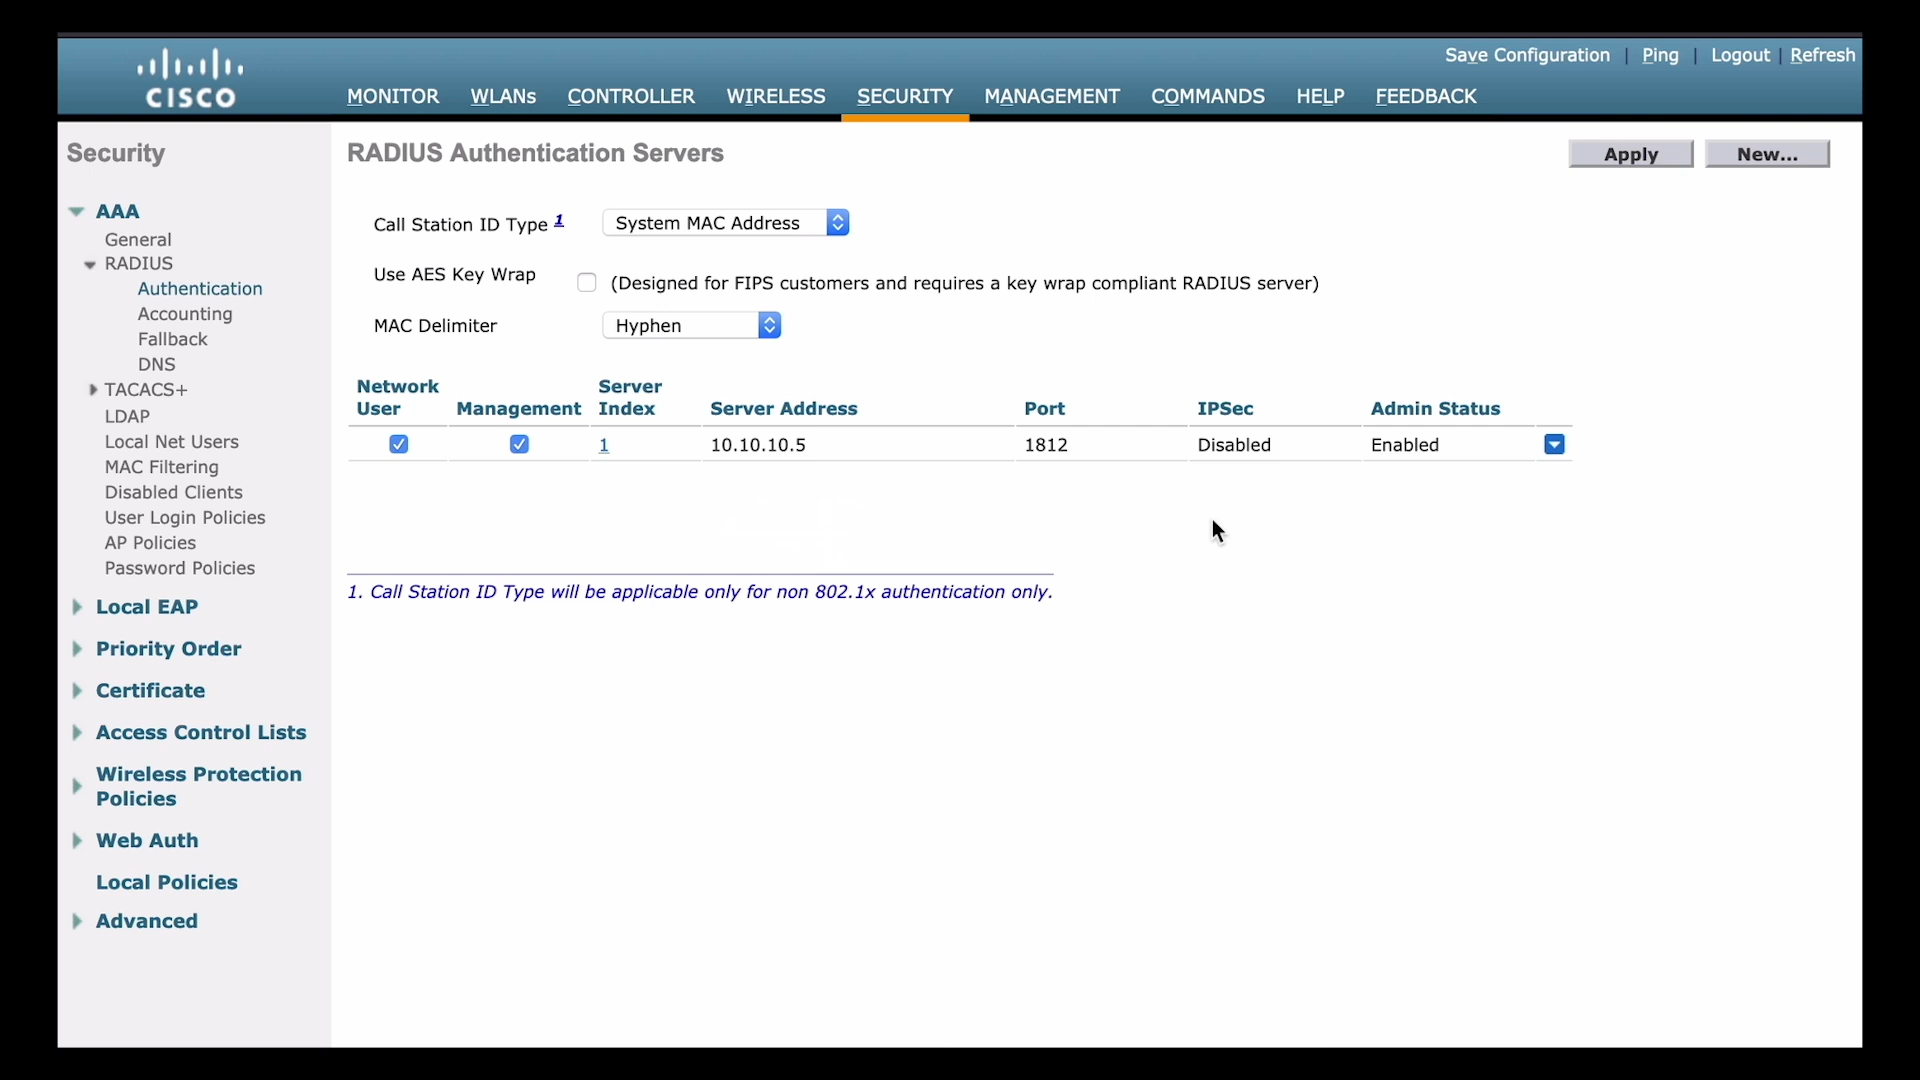 Save Configuration | Ping | Logout | Refresh
CISCO
MONITOR WLANs CONTROLLER WIRELESS SECURITY MANAGEMENT COMMANDS HELP FEEDBACK
Security
AAA
General
RADIUS
Authentication
Accounting
Fallback
DNS
TACACS+
LDAP
Local Net Users
MAC Filtering
Disabled Clients
User Login Policies
AP Policies
Password Policies
Local EAP
Priority Order
Certificate
Access Control Lists
Wireless Protection
Policies
Web Auth
Local Policies
Advanced
RADIUS Authentication Servers
Apply New...
Call Station ID Type 1 System MAC Address
Use AES Key Wrap (Designed for FIPS customers and requires a key wrap compliant RADIUS server)
MAC Delimiter Hyphen
Network User Management Server Index Server Address Port IPSec Admin Status
1 10.10.10.5 1812 Disabled Enabled
1. Call Station ID Type will be applicable only for non 802.1x authentication only.